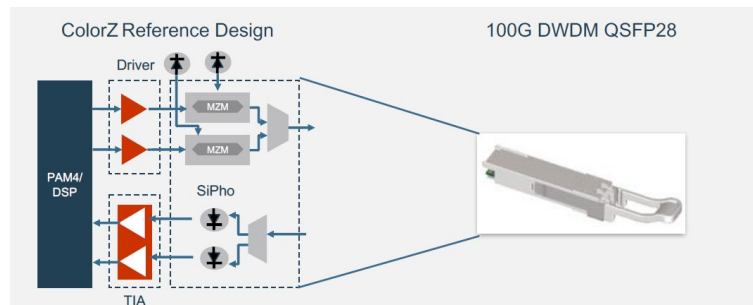 ColorZ Reference Design
100G DWDM QSFP28
Driver
MZM
MZM
PAM4/
DSP
SiPho
TIA